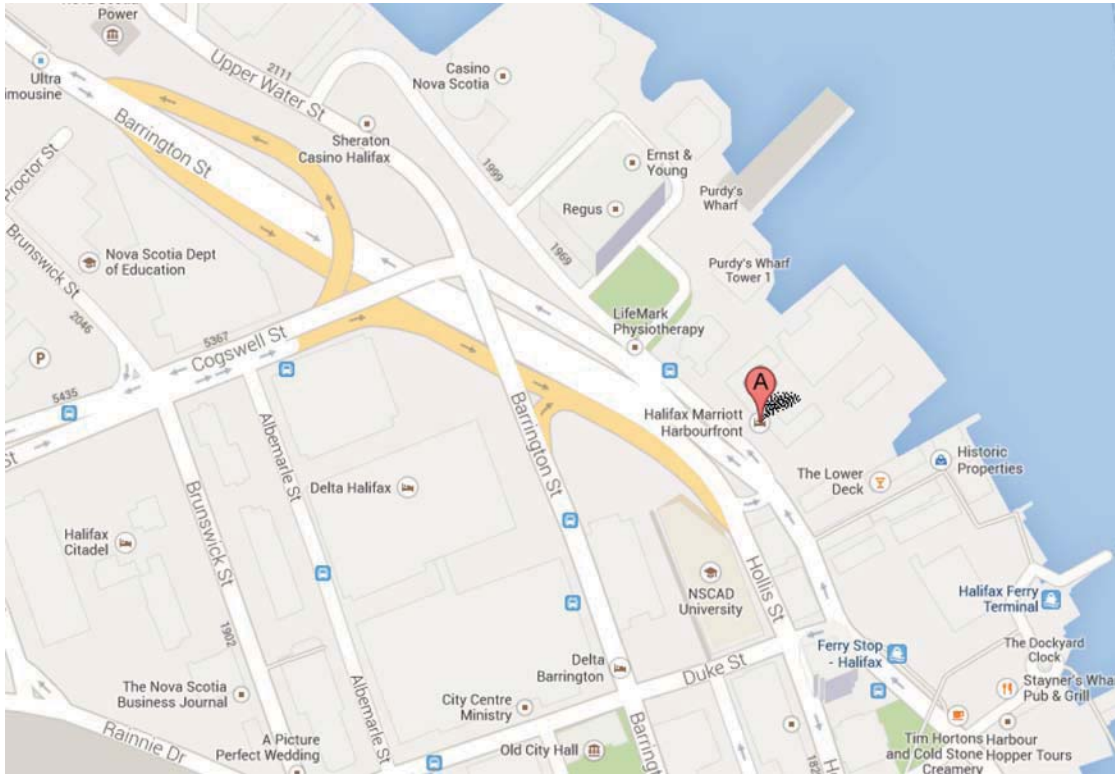 Power
Ultra
imousine
2111
Upper Water St
Casino
Nova Scotia
Barrington St
Sheraton
Casino Halifax
Proctor St
1999
Ernst &
Young
Regus
Purdy's
Wharf
Brunswick St
Nova Scotia Dept
of Education
1969
Purdy's Wharf
Tower 1
2046
LifeMark
Physiotherapy
P
5367
Cogswell St
5435
A
Halifax Marriott
Harbourfront
St
Albemarle St
Barrington St
Historic
Properties
The Lower
Deck
Delta Halifax
Brunswick St
Halifax
Citadel
Hollis St
NSCAD
University
Halifax Ferry
Terminal
1902
Ferry Stop
- Halifax
The Dockyard
Clock
Delta
Barrington
Duke St
The Nova Scotia
Business Journal
Albemarle St
City Centre
Ministry
Stayner's Wha
Pub & Grill
Rainnie Dr
A Picture
Perfect Wedding
Barrington
Old City Hall
Tim Hortons
and Cold Stone
Creamery
Harbour
Hopper Tours